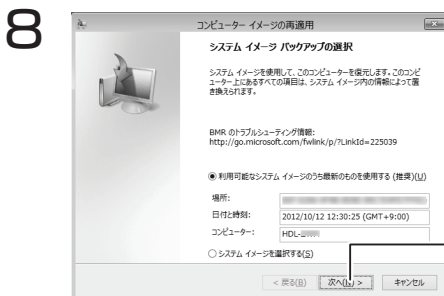 8
コンピューター イメージの再適用
システム イメージ バックアップの選択
システム イメージを使用して、このコンピューターを復元します。このコンピ
ューター上にあるすべての項目は、システム イメージ内の情報によって置
き換えられます。
BMR のトラブルシューティング情報:
http://go.microsoft.com/fwlink/p/?LinkId=225039
利用可能なシステム イメージのうち最新のものを使用する (推奨)(U)
場所:
日付と時刻: 2012/10/12 12:30:25 (GMT+9:00)
コンピューター: HDL-
システム イメージを選択する(S)
< 戻る(B) 次へ(N) > キャンセル